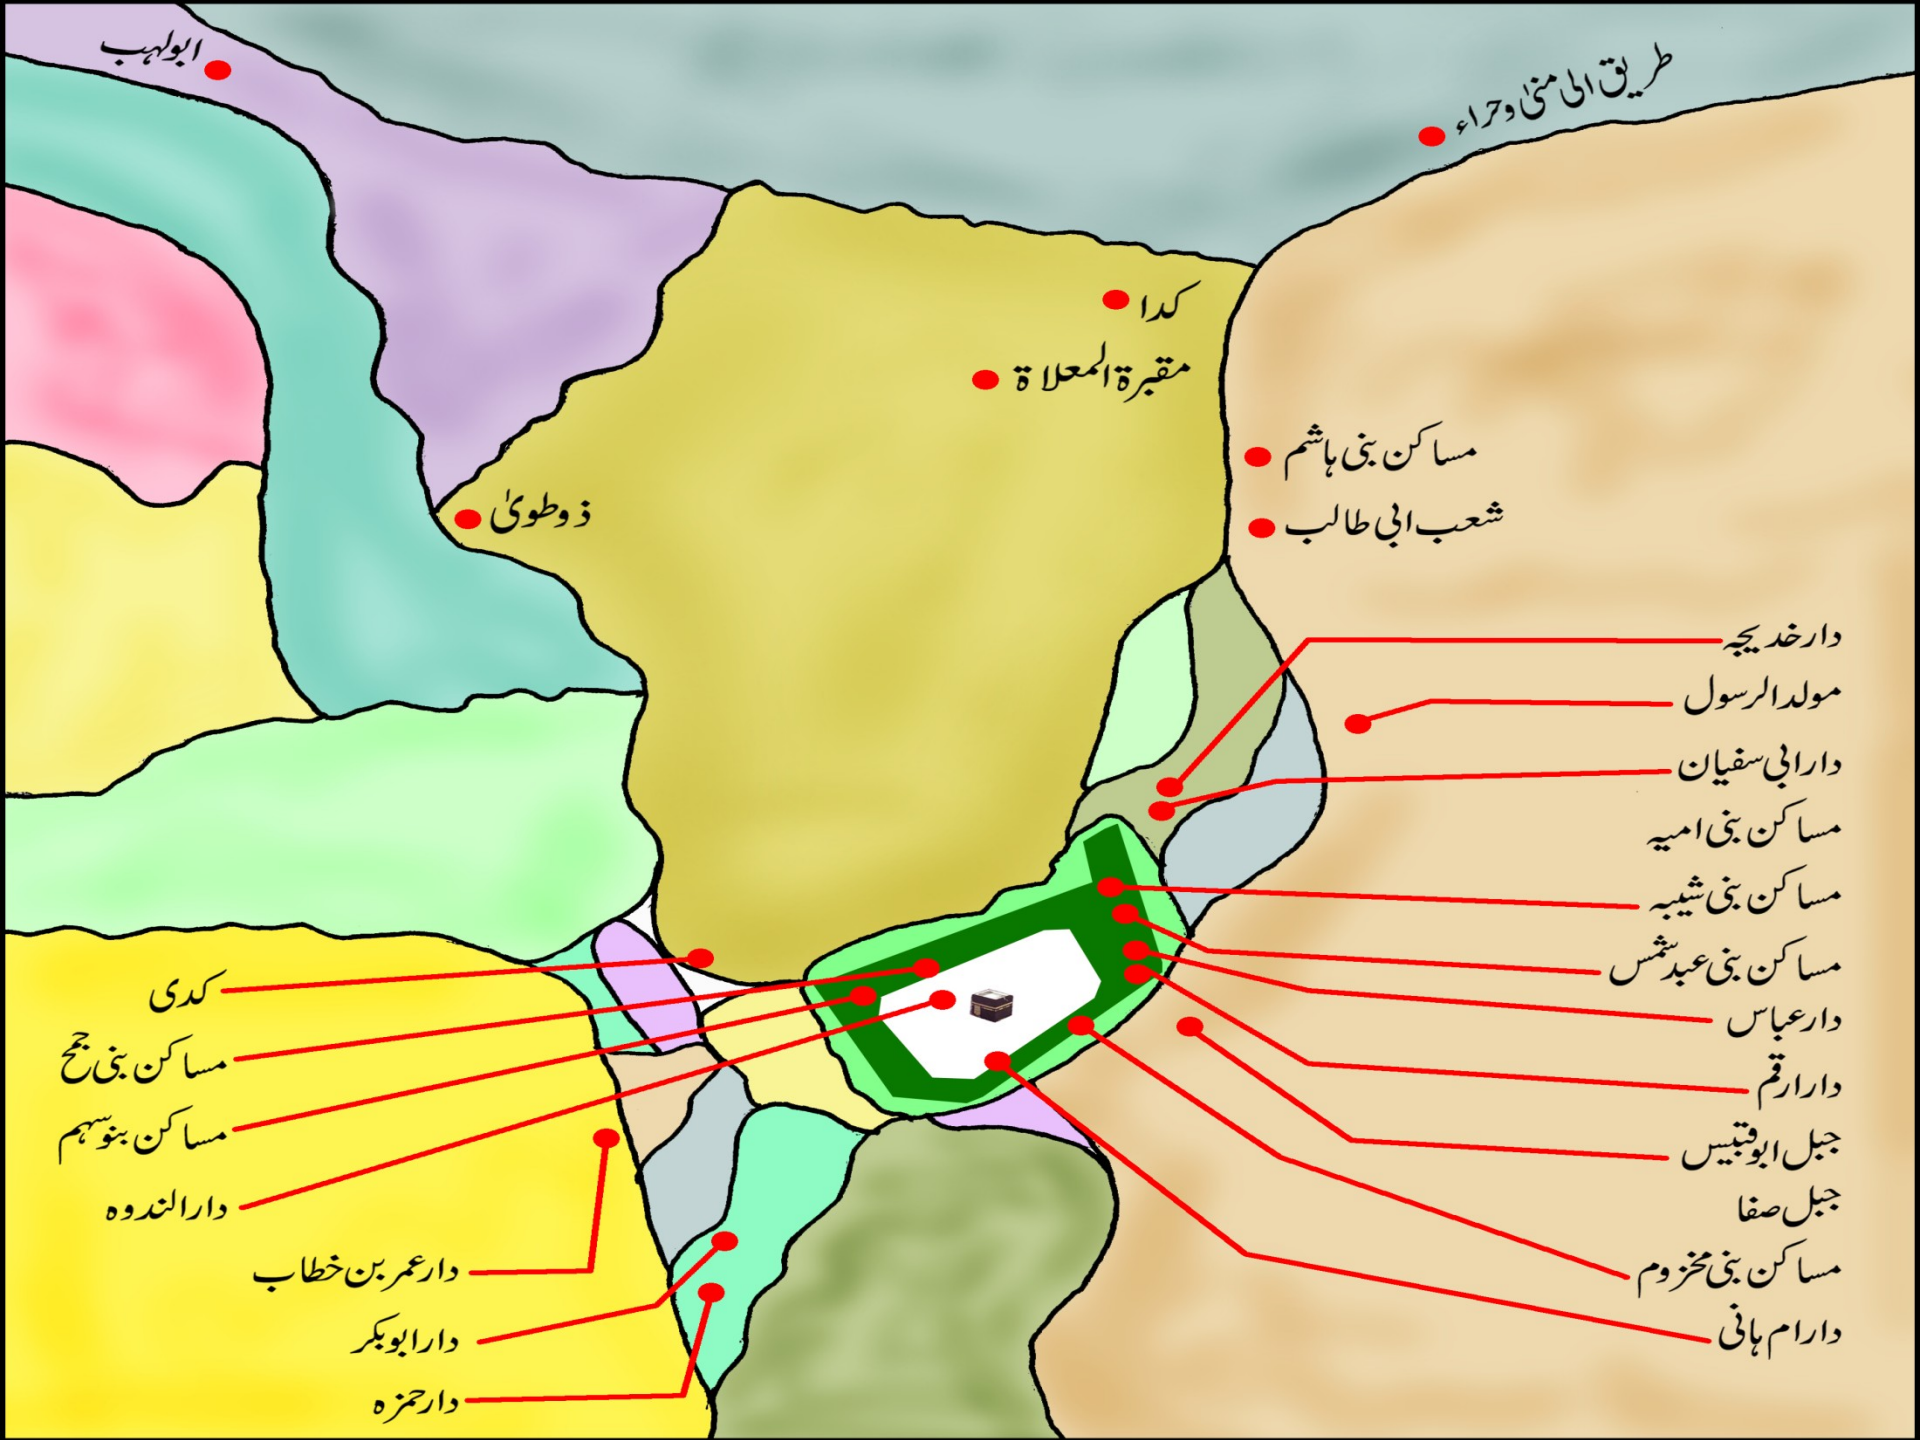 ابولہب
طریق الی منیٰ وحراء
کدا
مقبرۃ المعلاۃ
مساکن بنی ہاشم
ذوطویٰ
شعب ابی طالب
دار خدیجہ
مولد الرسول
دار ابی سفیان
مساکن بنی امیہ
مساکن بنی شیبہ
مساکن بنی عبدشمس
دار عباس
دار ارقم
جبل ابوقبیس
جبل صفا
مساکن بنی مخزوم
دار ام ہانی
کدی
مساکن بنی جمح
مساکن بنو سہم
دار الندوہ
دار عمر بن خطاب
دار ابوبکر
دار حمزہ